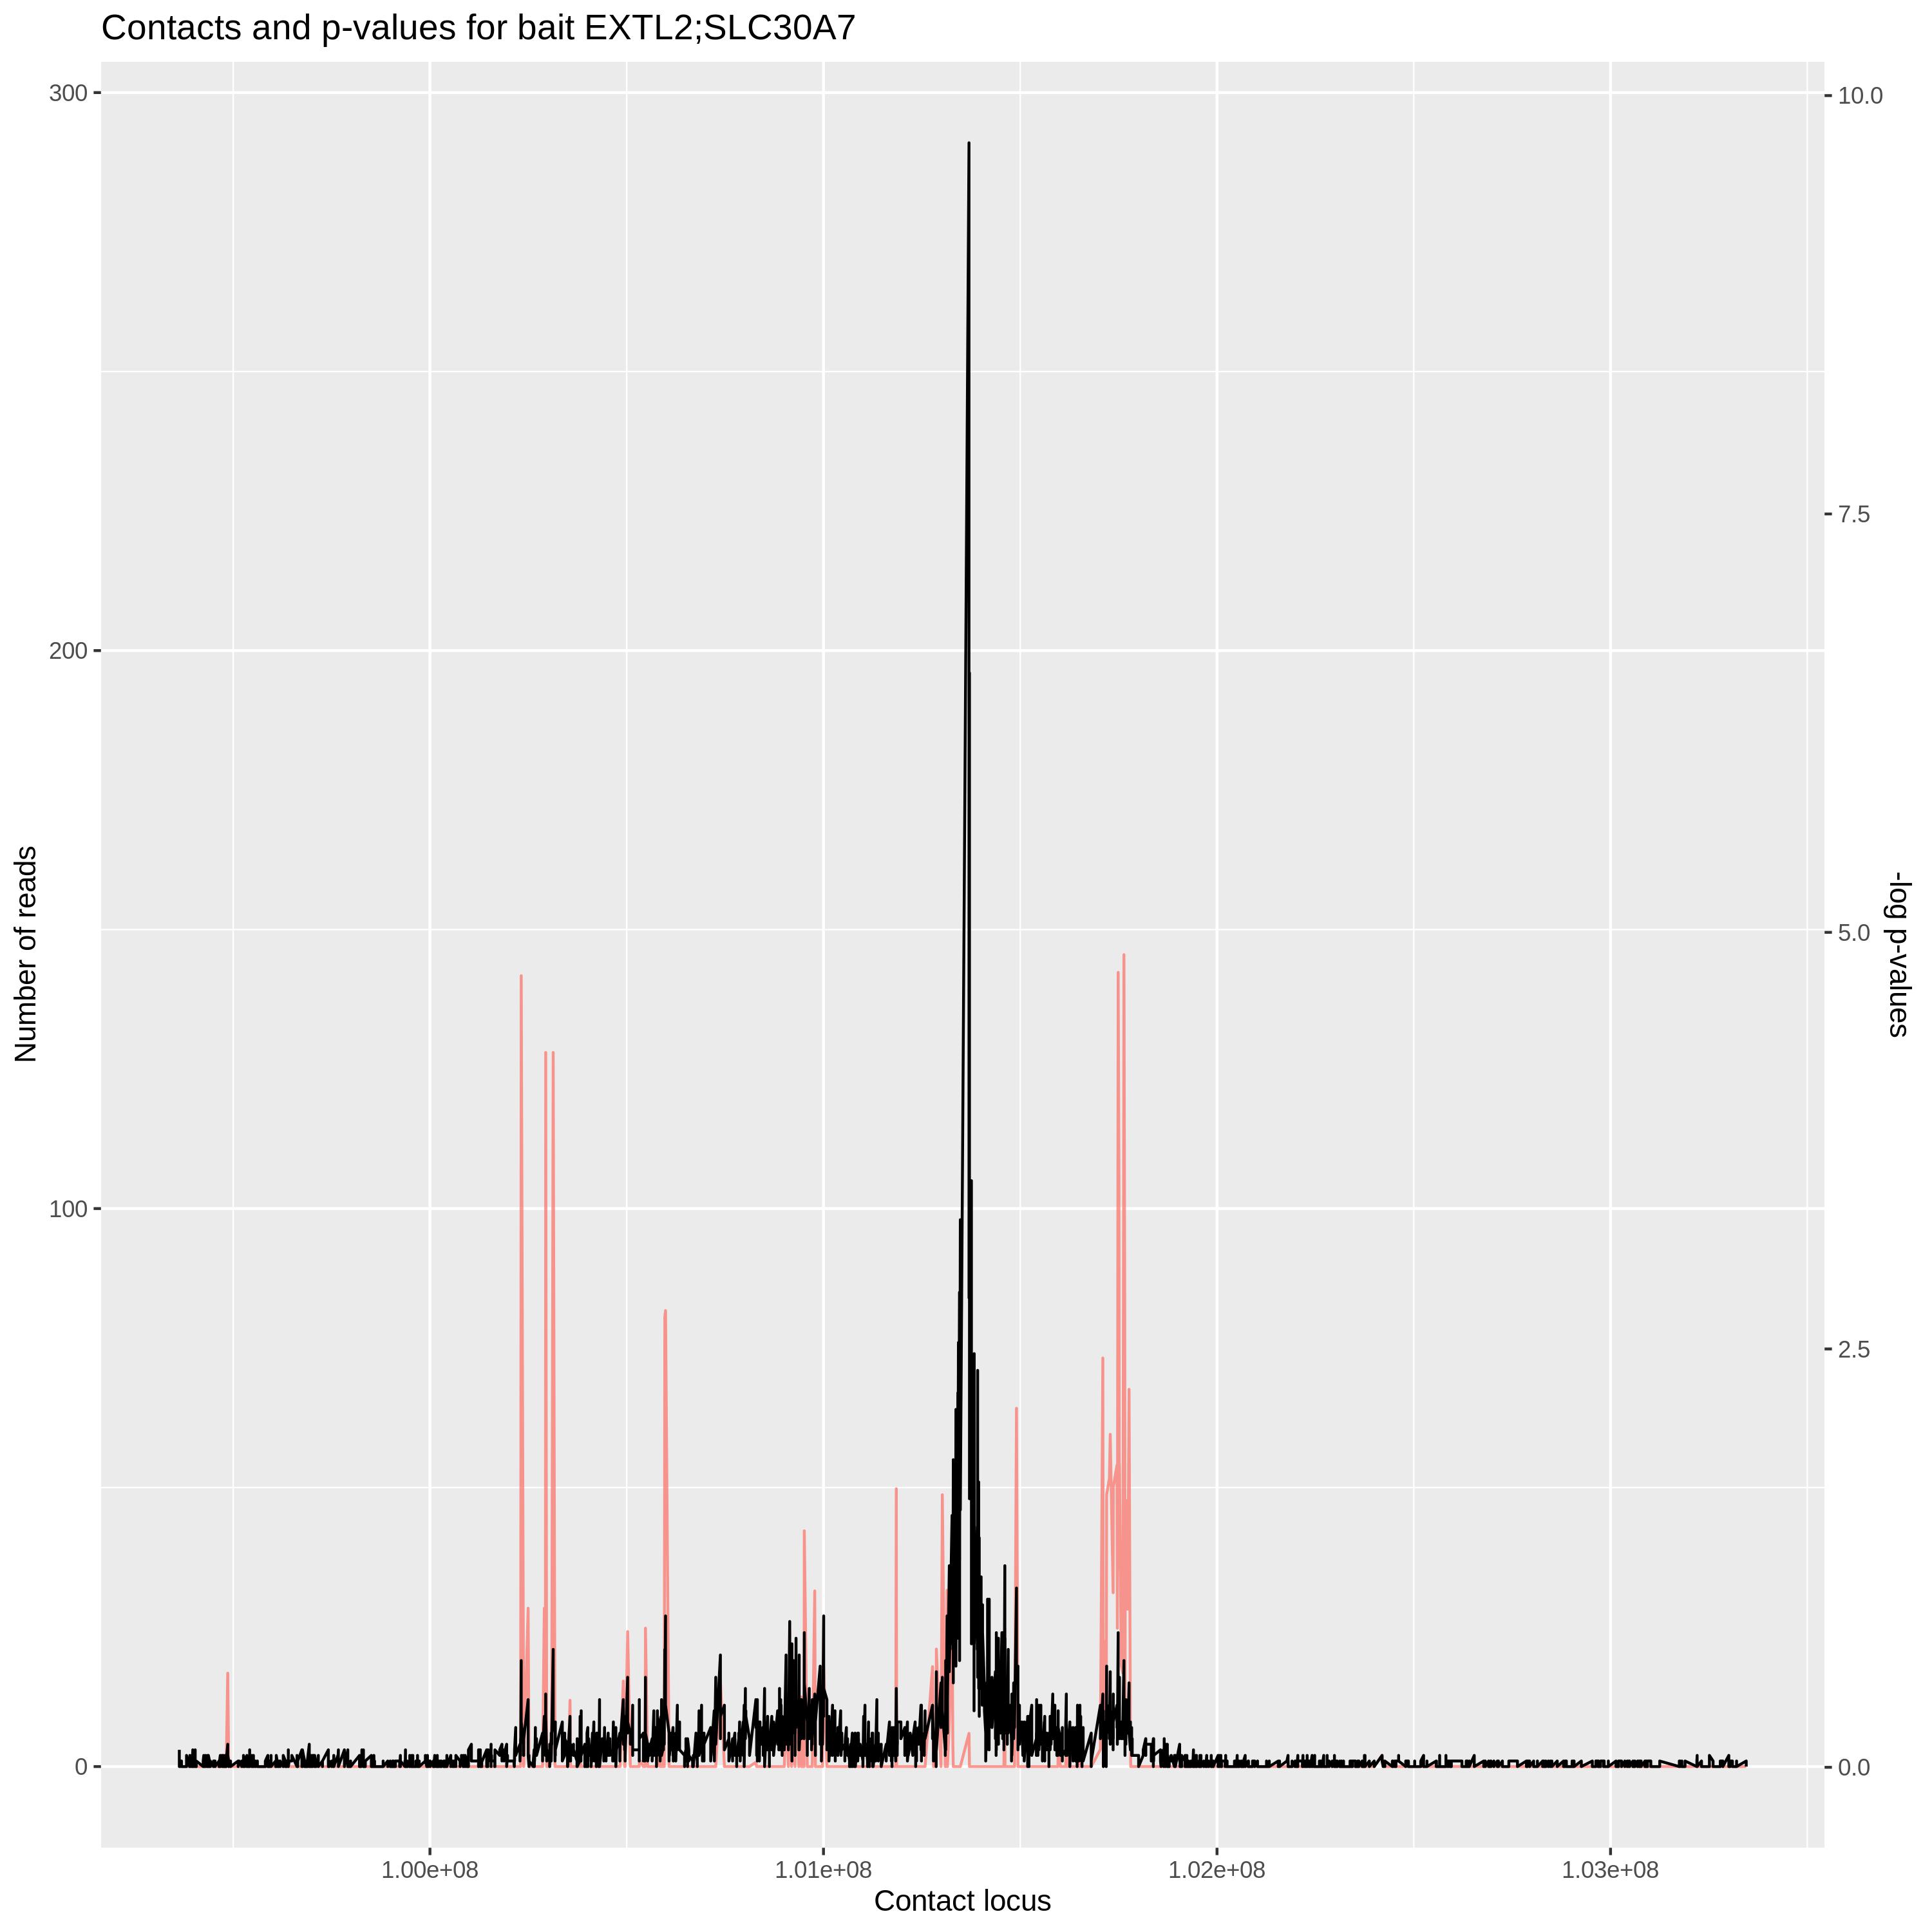 Contacts and p-values for bait EXTL2;SLC30A7
300
200
100
0
Number of reads
10.0
7.5
5.0
2.5
0.0
-log p-values
1.00e+08
1.01e+08
1.02e+08
1.03e+08
Contact locus